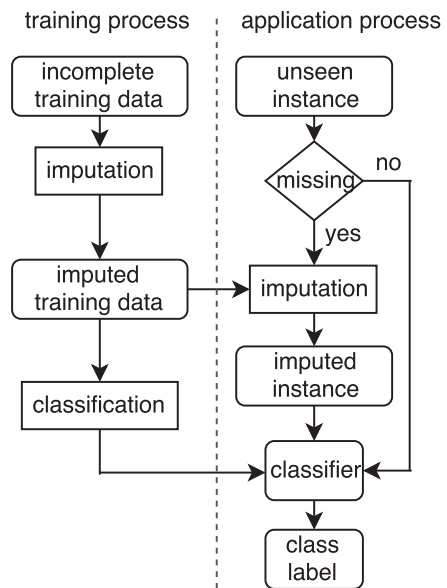 training process
application process
incomplete
training data
unseen
instance
imputation
missing
no
yes
imputed
training data
imputation
imputed
instance
classification
classifier
class
label